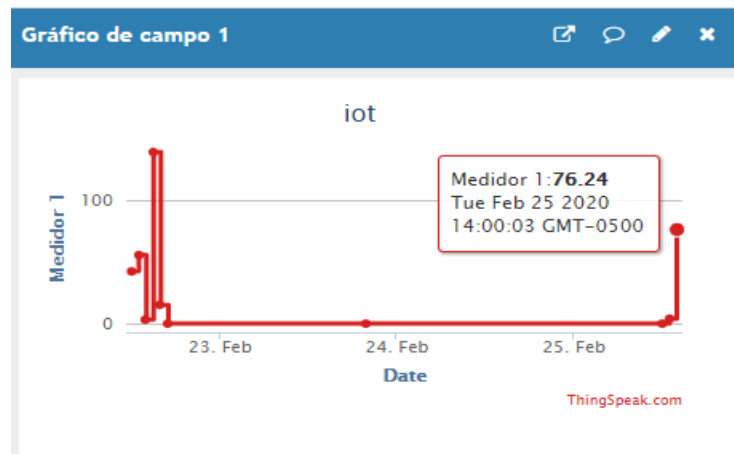 Gráfico de campo 1
iot
Medidor 1:76.24
Tue Feb 25 2020
14:00:03 GMT-0500
Medidor 1
100
0
23. Feb
24. Feb
25. Feb
Date
ThingSpeak.com